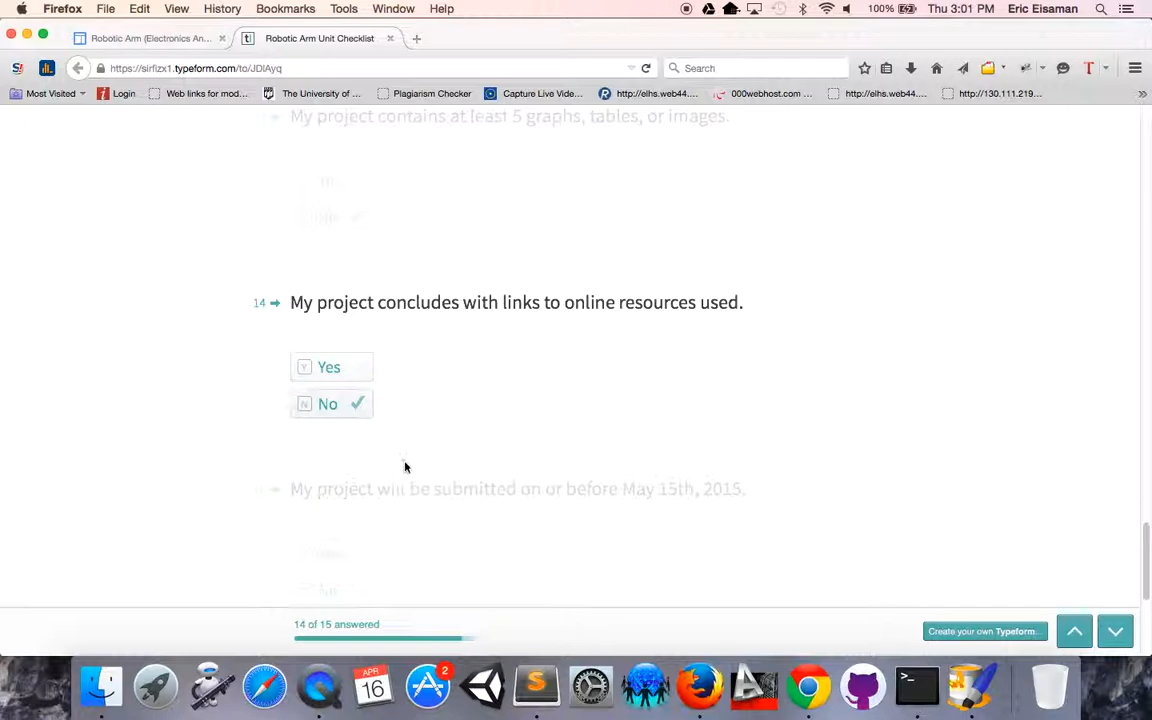 Firefox File Edit View History Bookmarks Tools Window Help 100% Thu 3:01 PM Eric Eisaman
Robotic Arm (Electronics An... × Robotic Arm Unit Checklist × +
https://sirfizx1.typeform.com/to/JDlAyq Search
Most Visited Login Web links for mod... The University of ... Plagiarism Checker Capture Live Vide... http://elhs.web44.... 000webhost.com ... http://elhs.web44.... http://130.111.219...
My project contains at least 5 graphs, tables, or images.
14 My project concludes with links to online resources used.
Y Yes
N No
My project will be submitted on or before May 15th, 2015.
No
14 of 15 answered
Create your own Typeform...
APR
16
2